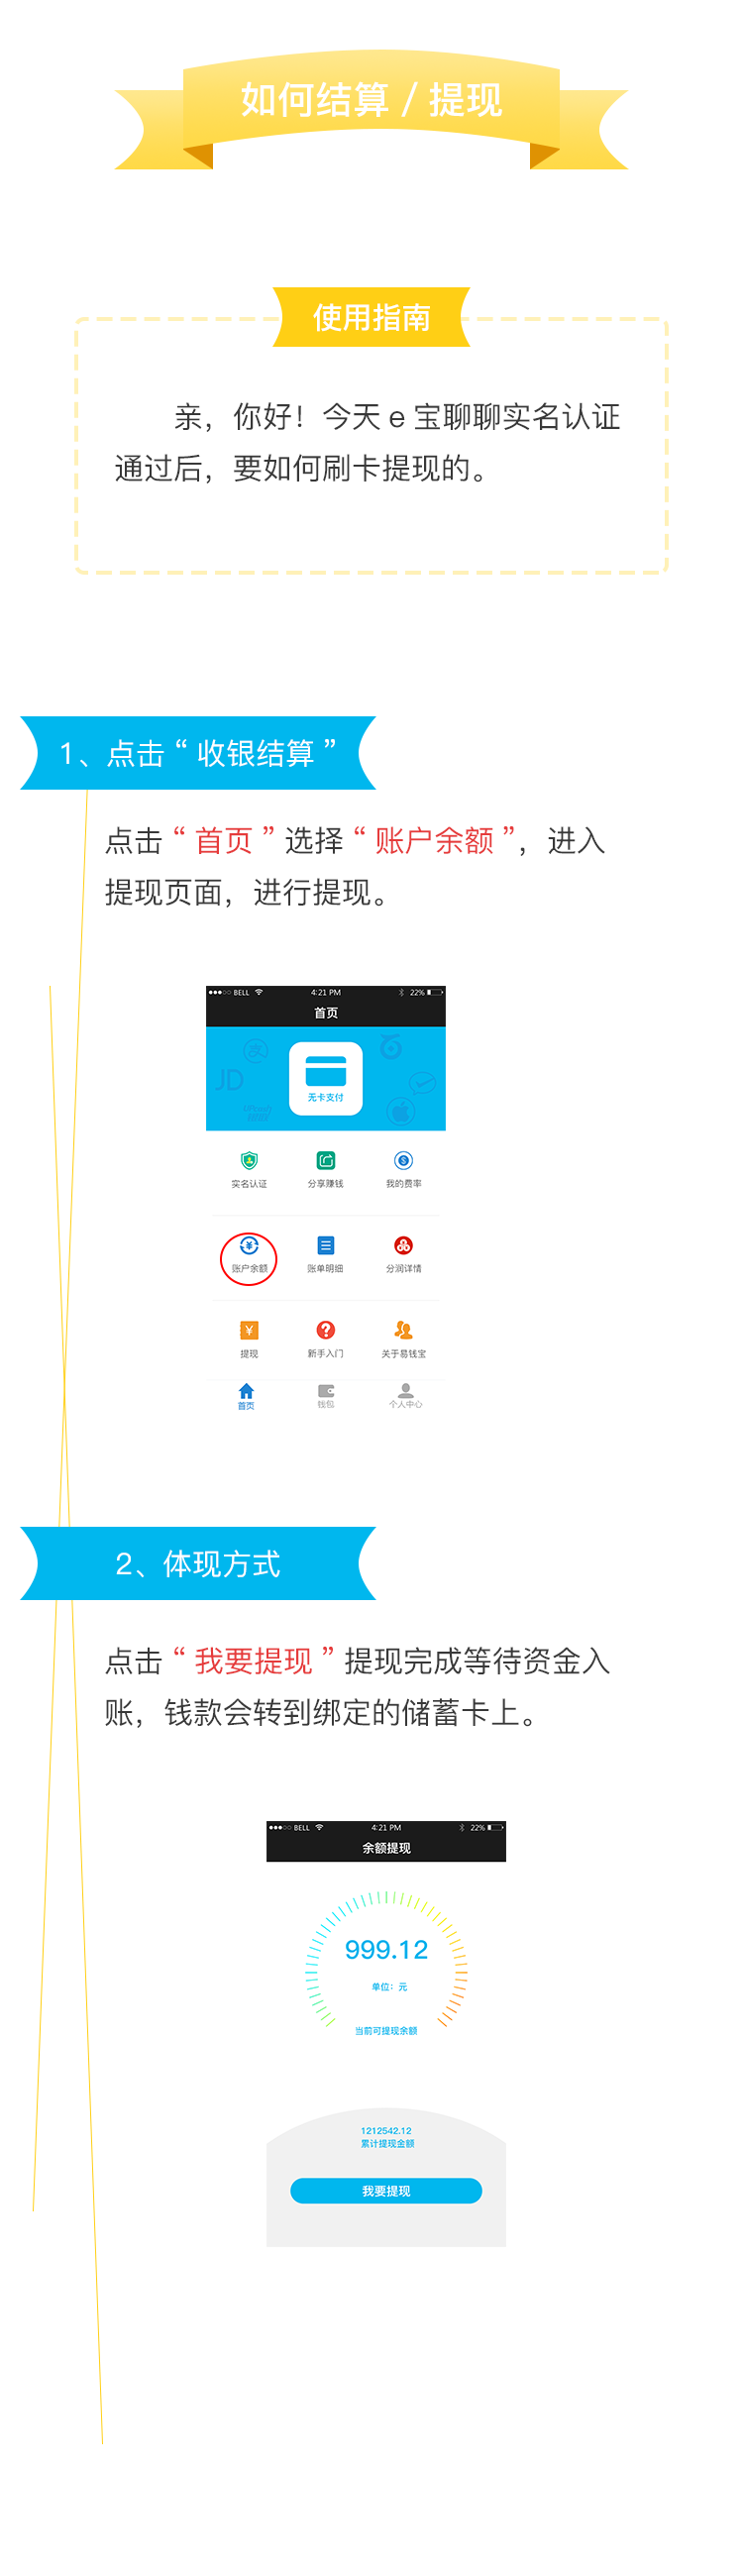 如何结算 / 提现
使用指南
亲，你好！今天 e 宝聊聊实名认证
通过后，要如何刷卡提现的。
1、点击 “ 收银结算 ”
点击 “ 首页 ” 选择 “ 账户余额 ”，进入
提现页面，进行提现。
BELL 4:21 PM 22%
首页
支
JD
无卡支付
实名认证 分享赚钱 我的费率
账户余额 账单明细 分润详情
提现 新手入门 关于易钱宝
首页 钱包 个人中心
2、体现方式
点击 “ 我要提现 ” 提现完成等待资金入
账，钱款会转到绑定的储蓄卡上。
BELL 4:21 PM 22%
余额提现
999.12
单位：元
当前可提现余额
1212542.12
累计提现金额
我要提现